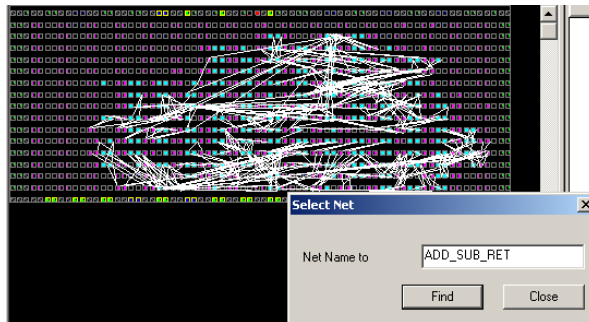 Select Net
Net Name to
ADD_SUB_RET
Find
Close